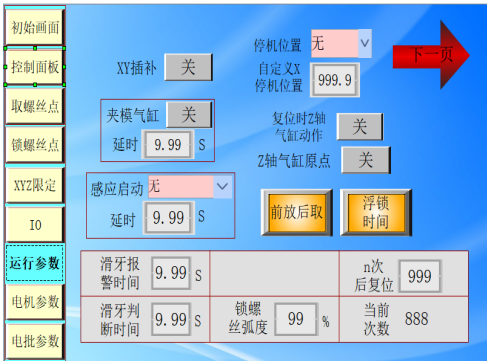 初始画面
控制面板
取螺丝点
锁螺丝点
XYZ限定
IO
运行参数
电机参数
电批参数
XY插补 关
停机位置 无
下一页
自定义X
停机位置 999.9
夹模气缸 关
延时 9.99 S
复位时Z轴
气缸动作 关
Z轴气缸原点 关
感应启动 无
延时 9.99 S
前放后取
浮锁
时间
滑牙报
警时间 9.99 S
n次
后复位 999
滑牙判
断时间 9.99 S
锁螺
丝弧度 99 %
当前
次数 888